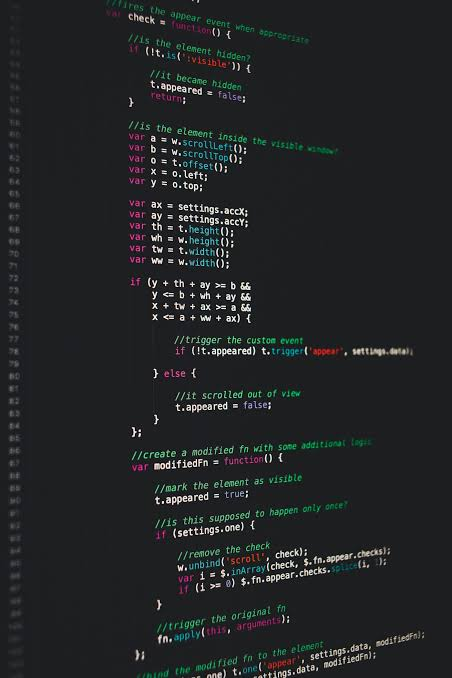 //fires the appear event when appropriate
var check = function() {
//is the element hidden?
if (!t.is(':visible')) {
//it became hidden
t.appeared = false;
return;
}
//is the element inside the visible window?
var a = w.scrollLeft();
var b = w.scrollTop();
var o = t.offset();
var x = o.left;
var y = o.top;
var ax = settings.accX;
var ay = settings.accY;
var th = t.height();
var wh = w.height();
var tw = t.width();
var ww = w.width();
if (y + th + ay >= b &&
y <= b + wh + ay &&
x + tw + ax >= a &&
x <= a + ww + ax) {
//trigger the custom event
if (!t.appeared) t.trigger('appear', settings.data);
} else {
//it scrolled out of view
t.appeared = false;
}
};
//create a modified fn with some additional logic
var modifiedFn = function() {
//mark the element as visible
t.appeared = true;
//is this supposed to happen only once?
if (settings.one) {
//remove the check
w.unbind('scroll', check);
var i = $.inArray(check, $.fn.appear.checks);
if (i >= 0) $.fn.appear.checks.splice(i, 1);
}
//trigger the original fn
fn.apply(this, arguments);
};
//bind the modified fn to the element
.one) t.one('appear', settings.data, modifiedFn);
settings.data, modifiedFn);